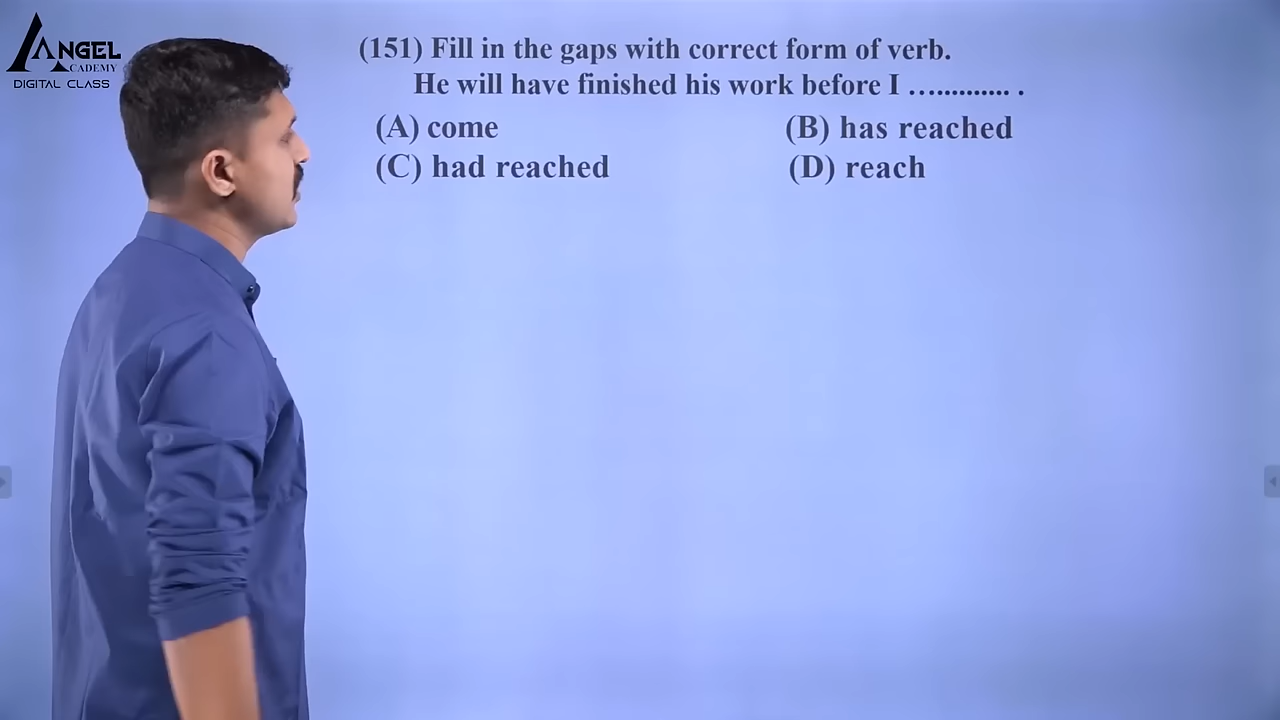 ANGEL
ACADEMY
DIGITAL CLASS
(151) Fill in the gaps with correct form of verb.
He will have finished his work before I .............. .
(A) come
(B) has reached
(C) had reached
(D) reach